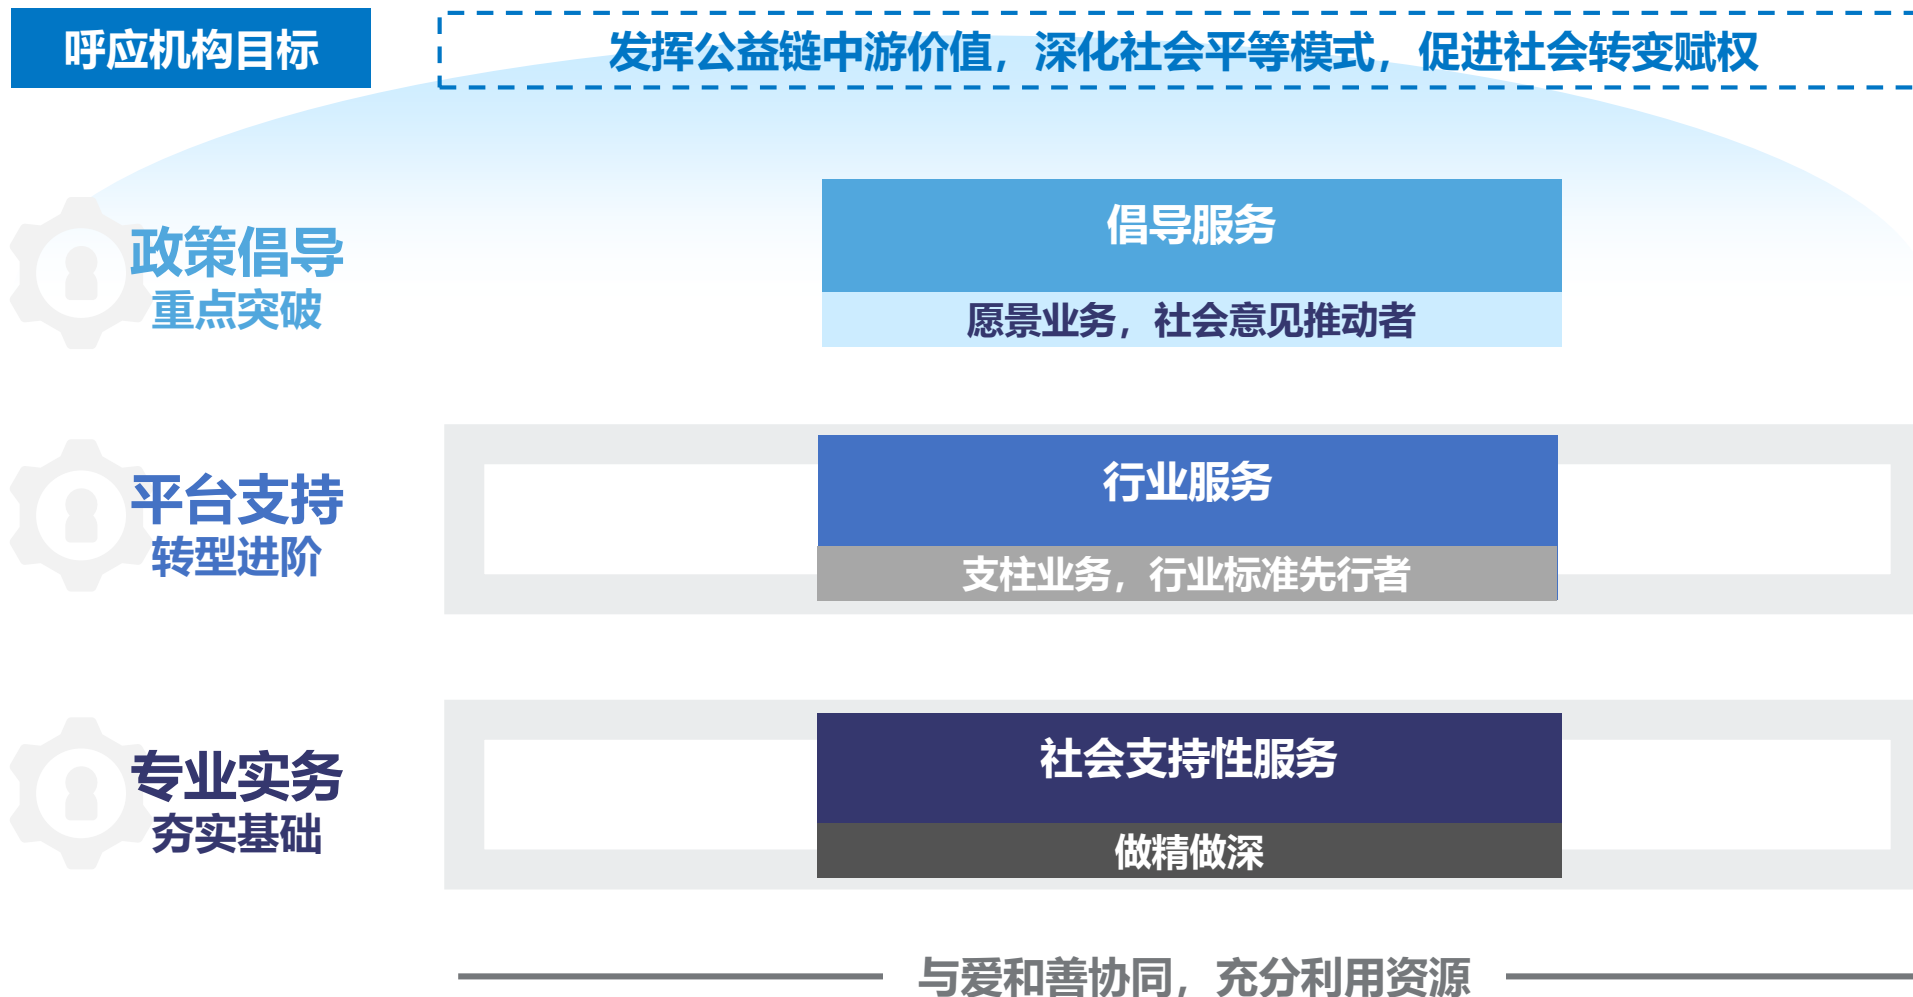 呼应机构目标
发挥公益链中游价值，深化社会平等模式，促进社会转变赋权
政策倡导
重点突破
倡导服务
愿景业务，社会意见推动者
平台支持
转型进阶
行业服务
支柱业务，行业标准先行者
专业实务
夯实基础
社会支持性服务
做精做深
与爱和善协同，充分利用资源